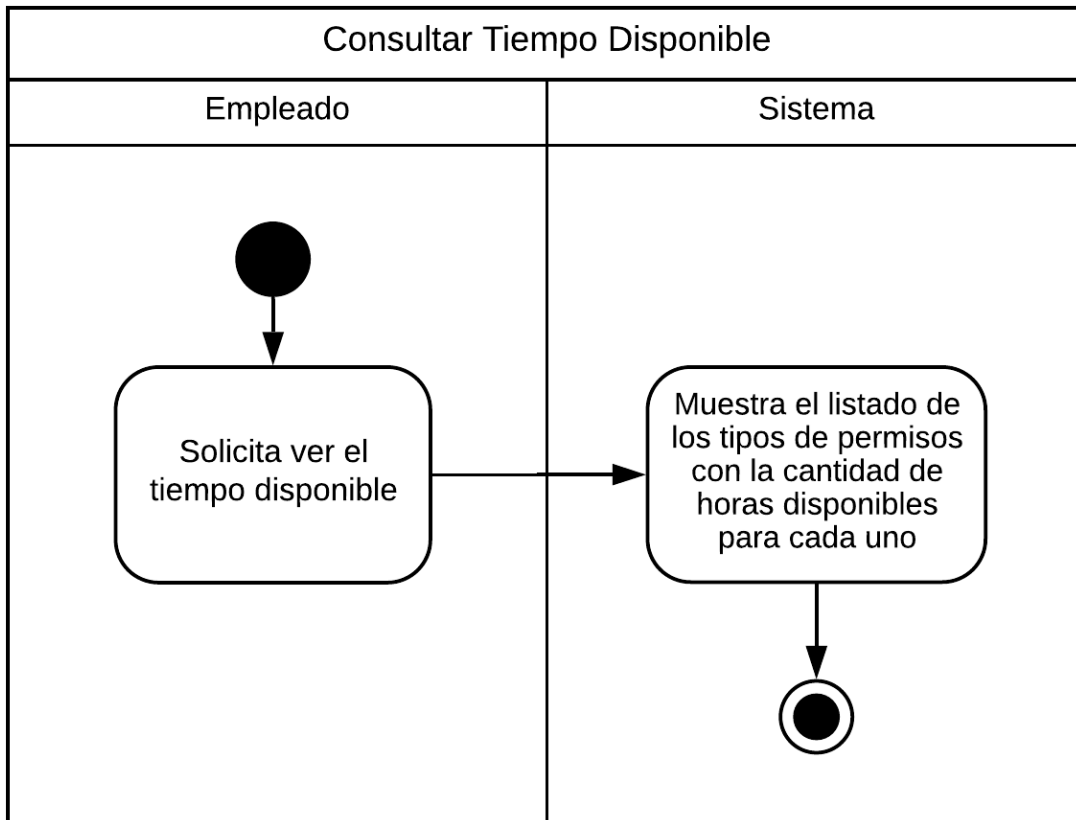 Consultar Tiempo Disponible
Empleado
Sistema
Solicita ver el
tiempo disponible
Muestra el listado de
los tipos de permisos
con la cantidad de
horas disponibles
para cada uno